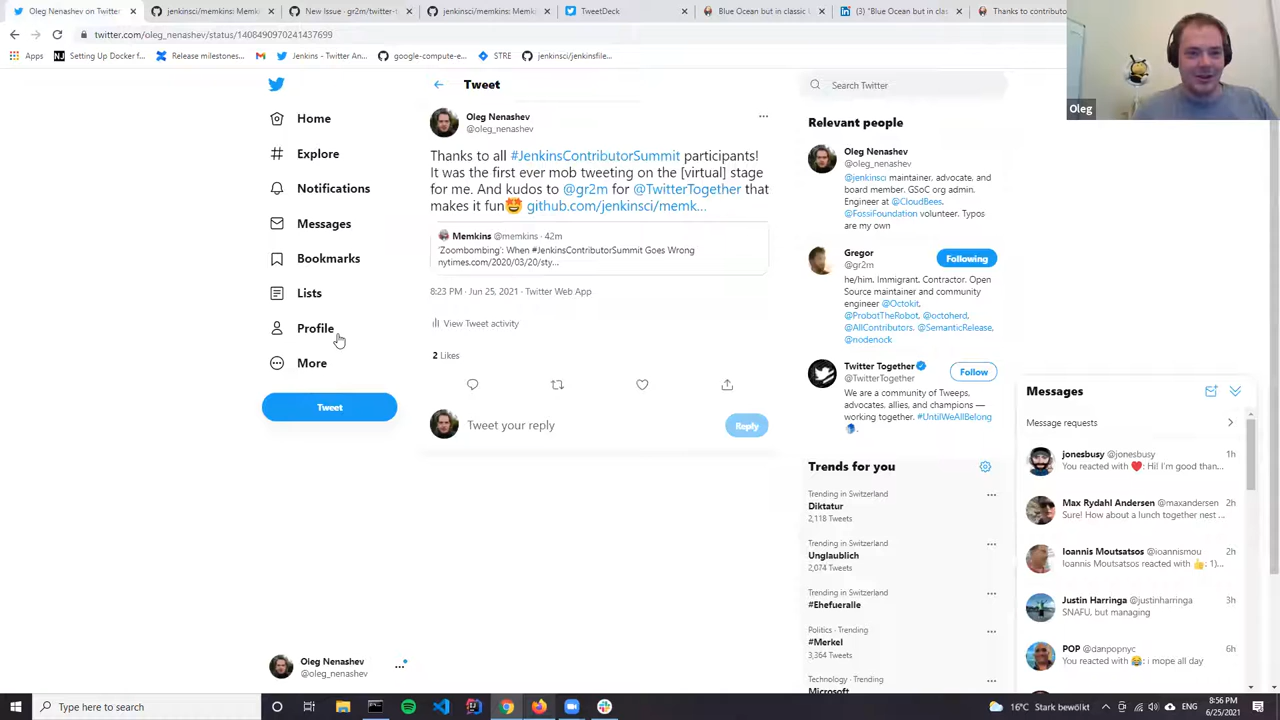 Oleg Nenashev on Twitter:
jenkinsci/memkins: Memki
New Issue · gr2m/twitter-t
jenkinsci/memkins: Memki
TweetDeck
Blue Ocean but in classic U
(3) "Blue Ocean but in clas
Thanks to contributo
twitter.com/oleg_nenashev/status/1408490970241437699
Apps
Setting Up Docker f...
Release milestones...
Jenkins - Twitter An...
google-compute-e...
STRE
jenkinsci/jenkinsfile...
Oleg
Home
Explore
Notifications
Messages
Bookmarks
Lists
Profile
More
Tweet
Oleg Nenashev
@oleg_nenashev
Tweet
Oleg Nenashev
@oleg_nenashev
Thanks to all #JenkinsContributorSummit participants!
It was the first ever mob tweeting on the [virtual] stage
for me. And kudos to @gr2m for @TwitterTogether that
makes it fun🤩 github.com/jenkinsci/memk...
Memkins @memkins · 42m
'Zoombombing': When #JenkinsContributorSummit Goes Wrong
nytimes.com/2020/03/20/sty...
8:23 PM · Jun 25, 2021 · Twitter Web App
View Tweet activity
2 Likes
Tweet your reply
Reply
Search Twitter
Relevant people
Oleg Nenashev
@oleg_nenashev
@jenkinsci maintainer, advocate, and
board member. GSoC org admin,
Engineer at @CloudBees.
@FossiFoundation volunteer. Typos
are my own
Gregor
@gr2m
Following
he/him. Immigrant, Contractor. Open
Source maintainer and community
engineer @Octokit,
@ProbotTheRobot, @octoherd,
@AllContributors, @SemanticRelease,
@nodenock
Twitter Together
@TwitterTogether
Follow
We are a community of Tweeps,
advocates. allies, and champions —
working together. #UntilWeAllBelong
.
Trends for you
Trending in Switzerland
Diktatur
2,118 Tweets
Trending in Switzerland
Unglaublich
2,074 Tweets
Trending in Switzerland
#Ehefueralle
Politics · Trending
#Merkel
3,364 Tweets
Technology · Trending
Microsoft
Messages
Message requests
jonesbusy @jonesbusy 1h
You reacted with ❤️: Hi! I'm good than...
Max Rydahl Andersen @maxandersen 2h
Sure! How about a lunch together nest ...
Ioannis Moutsatsos @ioannismou 2h
Ioannis Moutsatsos reacted with 👍: 1)...
Justin Harringa @justinharringa 3h
SNAFU, but managing
POP @danpopnyc 6h
You reacted with 😂: i mope all day
Type here to search
16°C Stark bewölkt
ENG
8:56 PM
6/25/2021